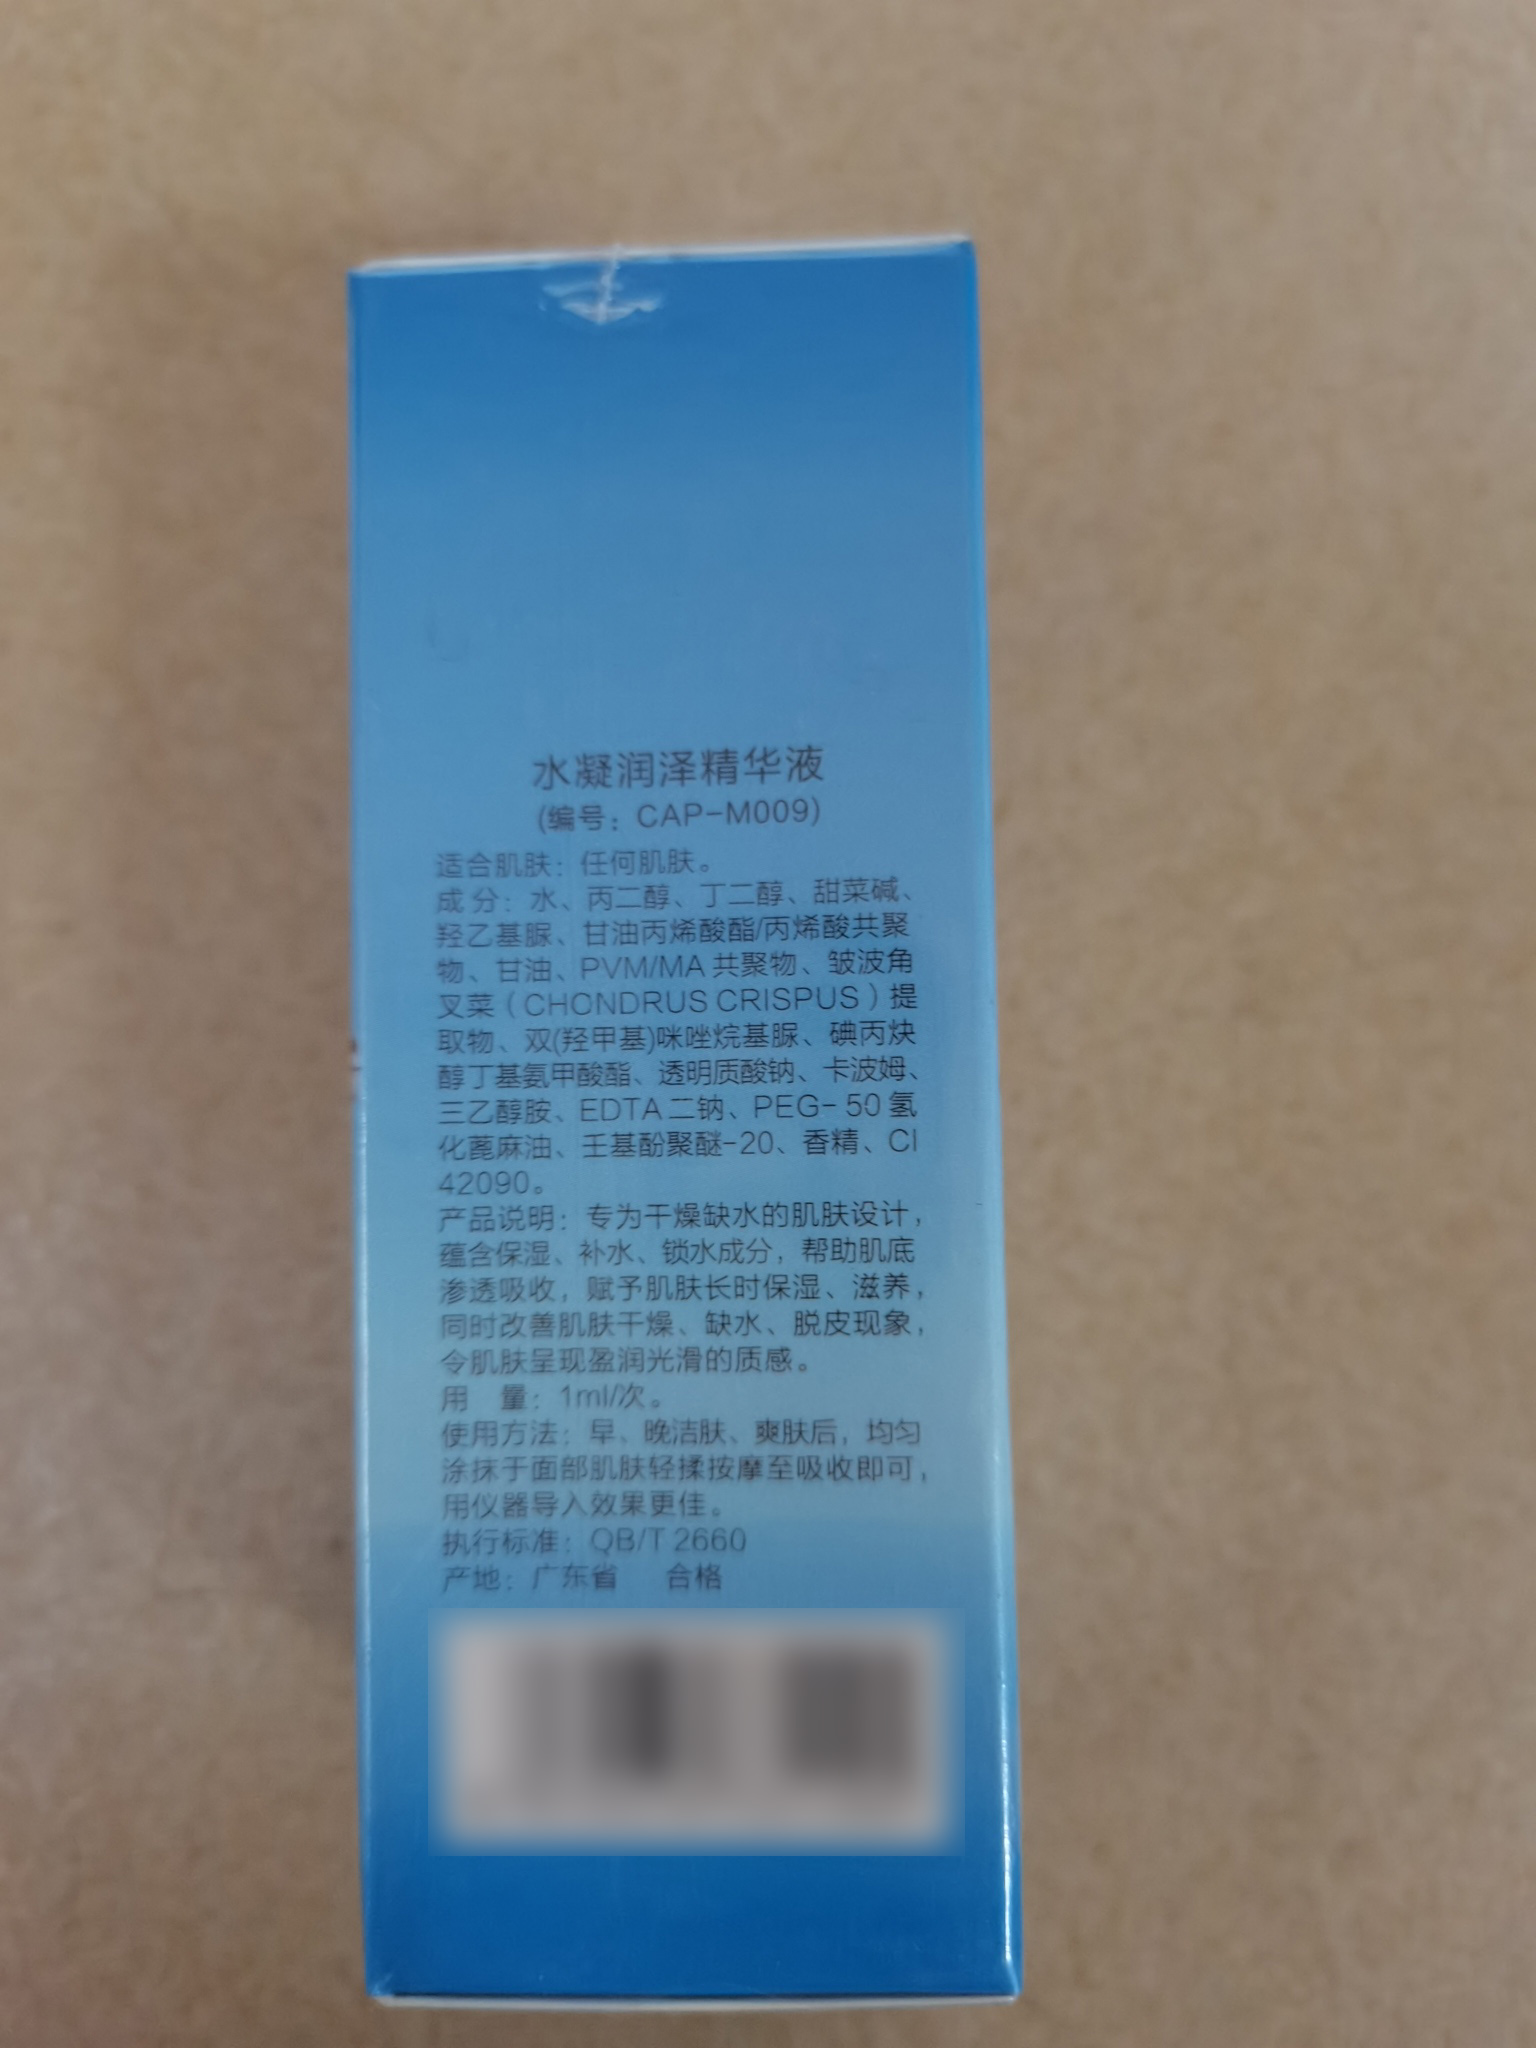 水凝润泽精华液
(编号：CAP-M009)
适合肌肤：任何肌肤。
成分：水、丙二醇、丁二醇、甜菜碱、
羟乙基脲、甘油丙烯酸酯/丙烯酸共聚
物、甘油、PVM/MA共聚物、皱波角
叉菜（CHONDRUS CRISPUS）提
取物、双(羟甲基)咪唑烷基脲、碘丙炔
醇丁基氨甲酸酯、透明质酸钠、卡波姆、
三乙醇胺、EDTA二钠、PEG- 50氢
化蓖麻油、壬基酚聚醚-20、香精、CI
42090。
产品说明：专为干燥缺水的肌肤设计，
蕴含保湿、补水、锁水成分，帮助肌底
渗透吸收，赋予肌肤长时保湿、滋养，
同时改善肌肤干燥、缺水、脱皮现象，
令肌肤呈现盈润光滑的质感。
用　量：1ml/次。
使用方法：早、晚洁肤、爽肤后，均匀
涂抹于面部肌肤轻揉按摩至吸收即可，
用仪器导入效果更佳。
执行标准：QB/T 2660
产地：广东省　合格